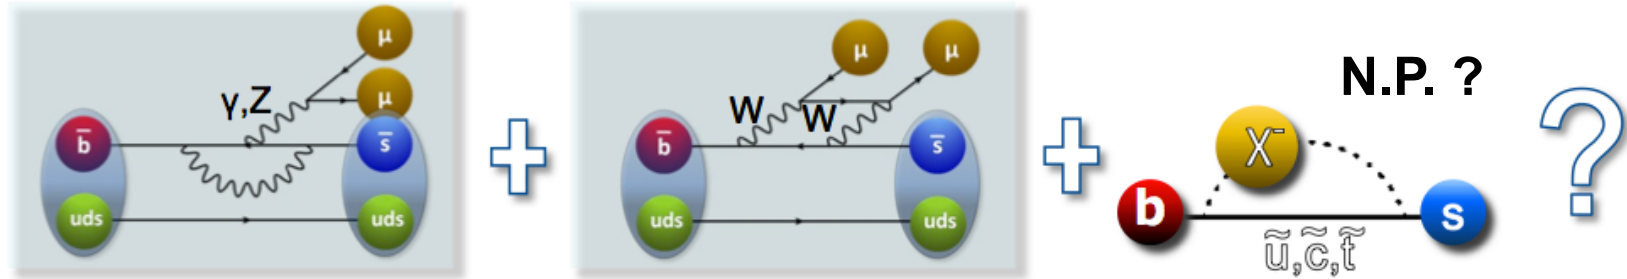 μ
μ
γ,Z
b̅
s̅
uds
uds
+
μ
μ
W
W
b̅
s̅
uds
uds
+
N.P. ?
X⁻
b
s
ũ,c̃,t̃
?